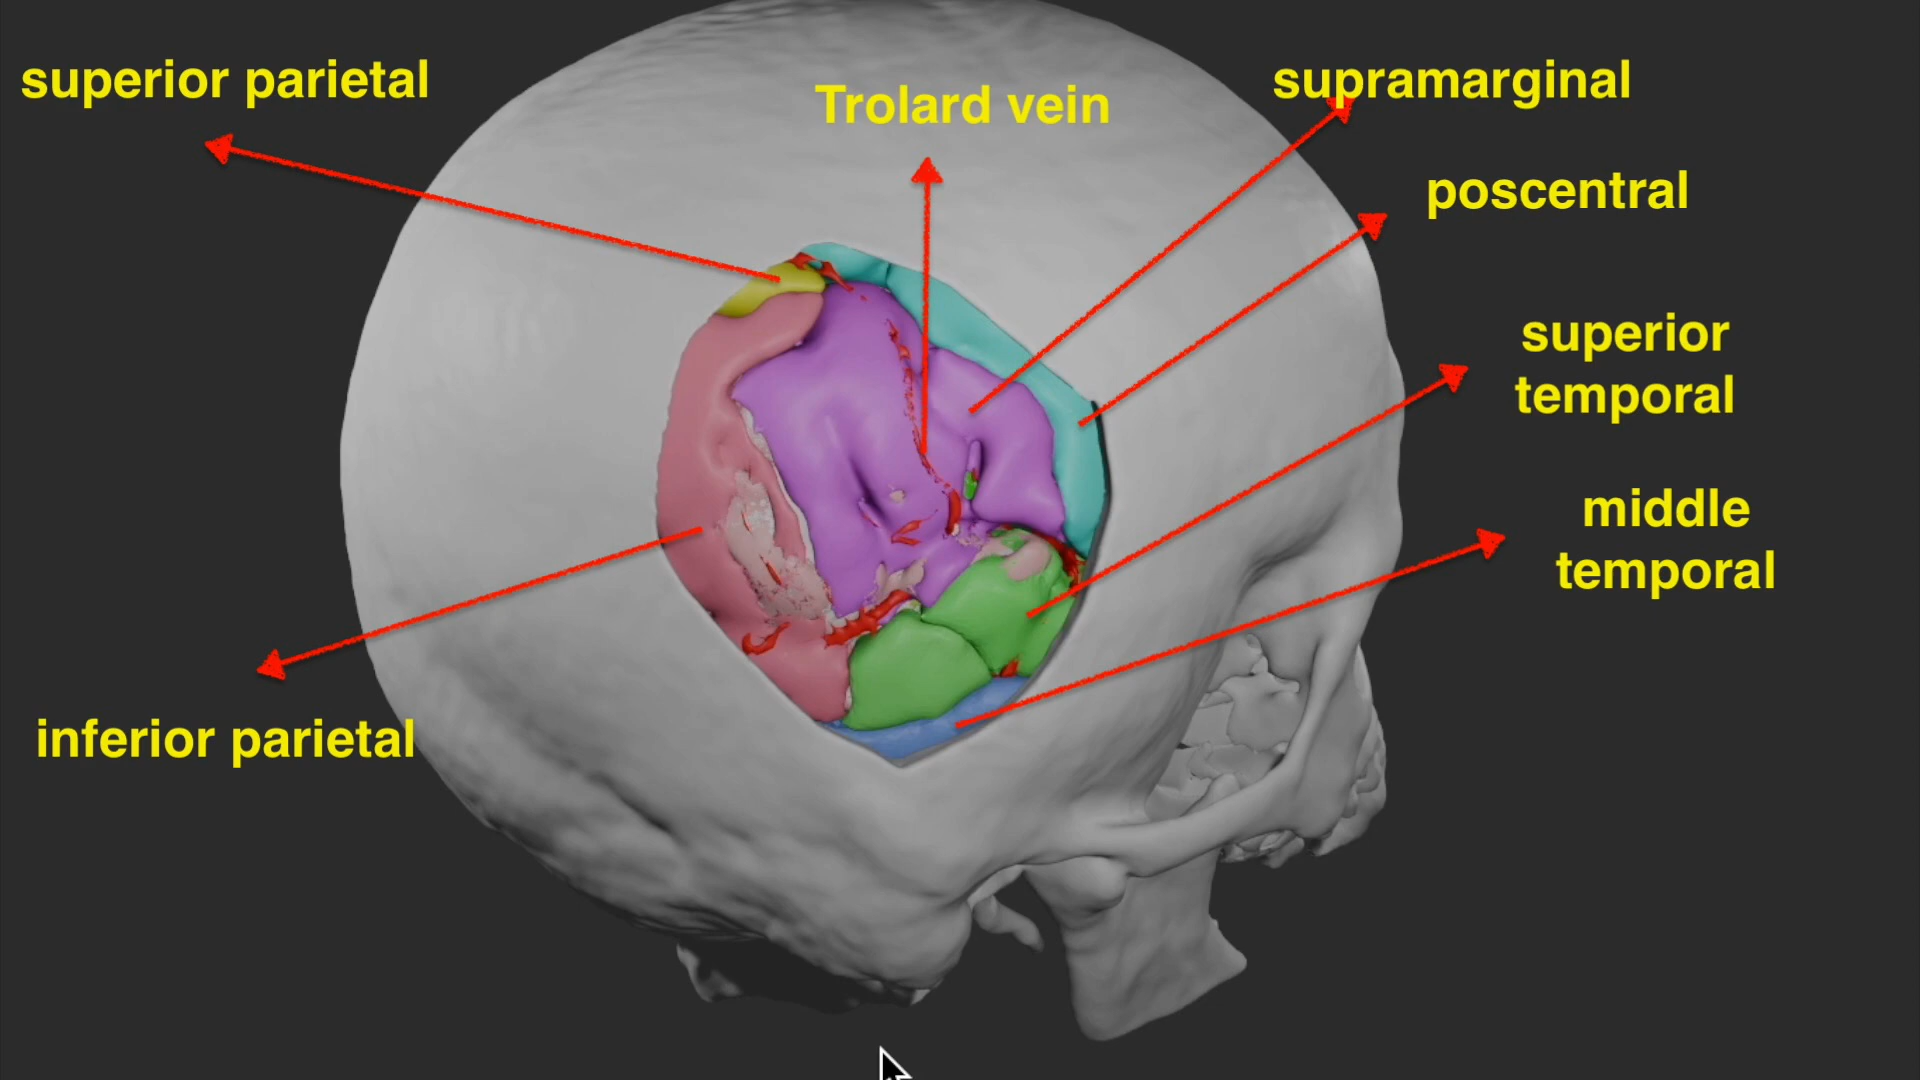 superior parietal
Trolard vein
supramarginal
poscentral
superior
temporal
middle
temporal
inferior parietal